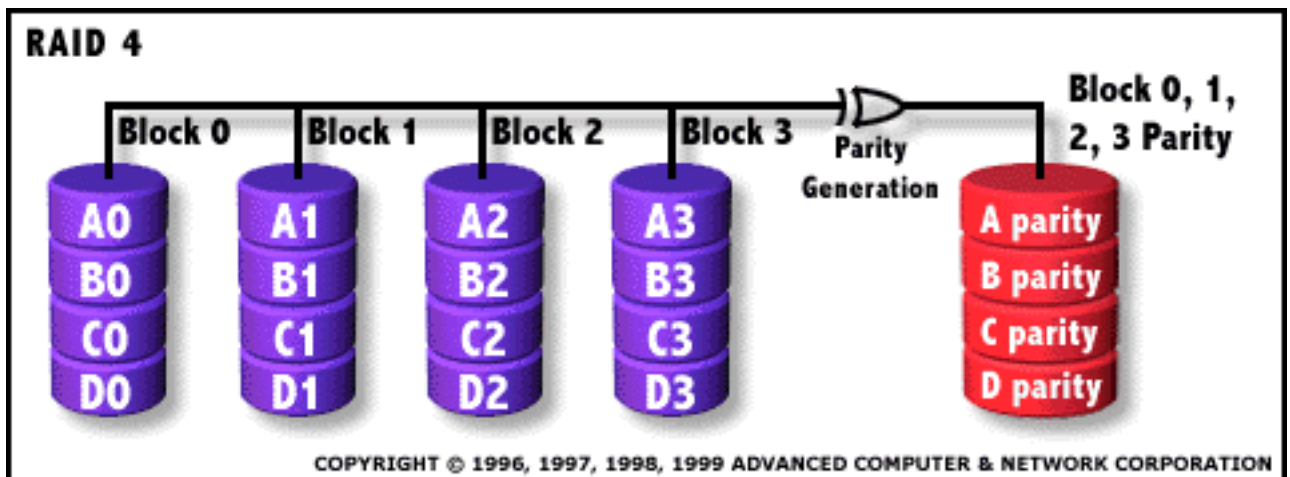 RAID 4
Block 0 Block 1 Block 2 Block 3
Parity
Generation
Block 0, 1,
2, 3 Parity
A0 A1 A2 A3 A parity
B0 B1 B2 B3 B parity
C0 C1 C2 C3 C parity
D0 D1 D2 D3 D parity
COPYRIGHT © 1996, 1997, 1998, 1999 ADVANCED COMPUTER & NETWORK CORPORATION